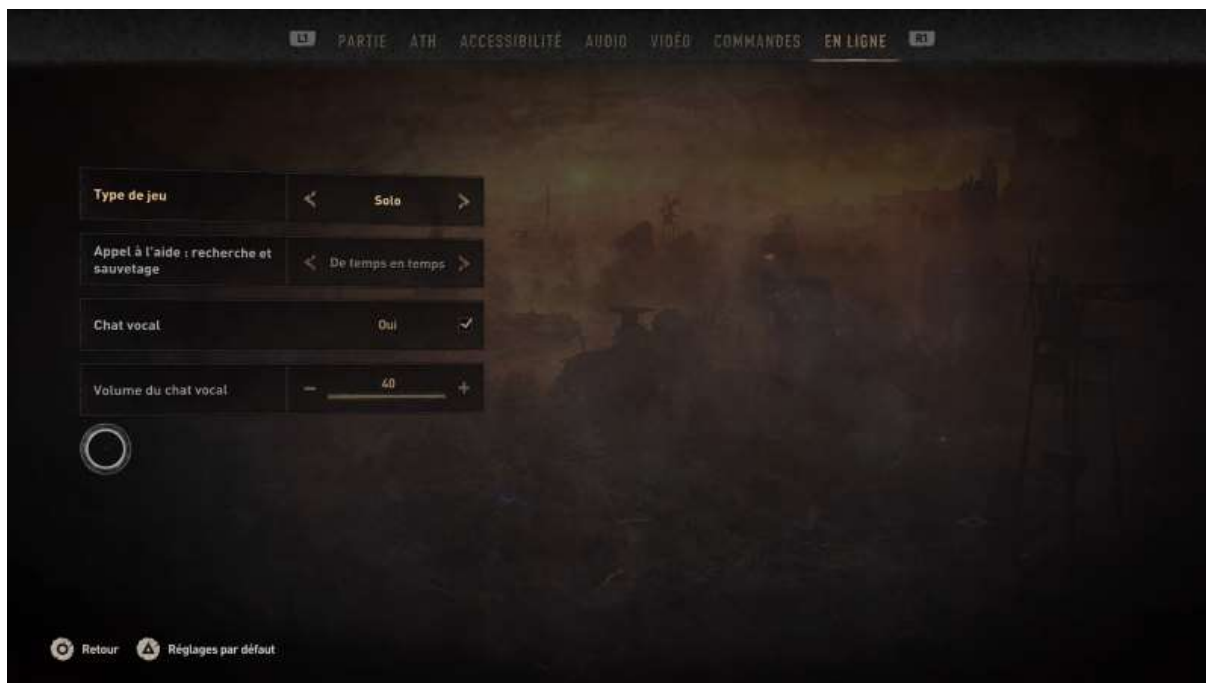 L1 PARTIE ATH ACCESSIBILITÉ AUDIO VIDÉO COMMANDES EN LIGNE R1
Type de jeu Solo
Appel à l'aide : recherche et
sauvetage De temps en temps
Chat vocal Oui
Volume du chat vocal 40
Retour Réglages par défaut